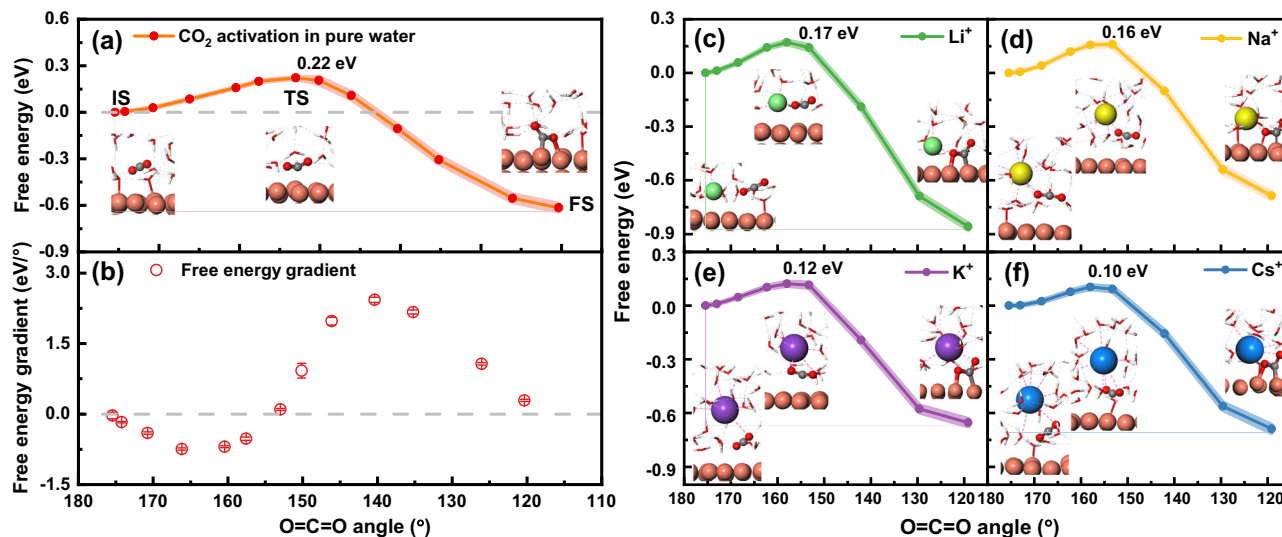 (a)
CO2 activation in pure water
0.22 eV
IS
TS
FS
Free energy (eV)
0.6
0.3
0.0
-0.3
-0.6
-0.9
(b)
Free energy gradient
Free energy gradient (eV/°)
3.0
1.5
0.0
-1.5
180 170 160 150 140 130 120 110
O=C=O angle (°)
(c)
0.17 eV
Li+
(d)
0.16 eV
Na+
Free energy (eV)
0.3
0.0
-0.3
-0.6
-0.9
(e)
0.12 eV
K+
(f)
0.10 eV
Cs+
0.3
0.0
-0.3
-0.6
-0.9
180 170 160 150 140 130 120
180 170 160 150 140 130 120
O=C=O angle (°)